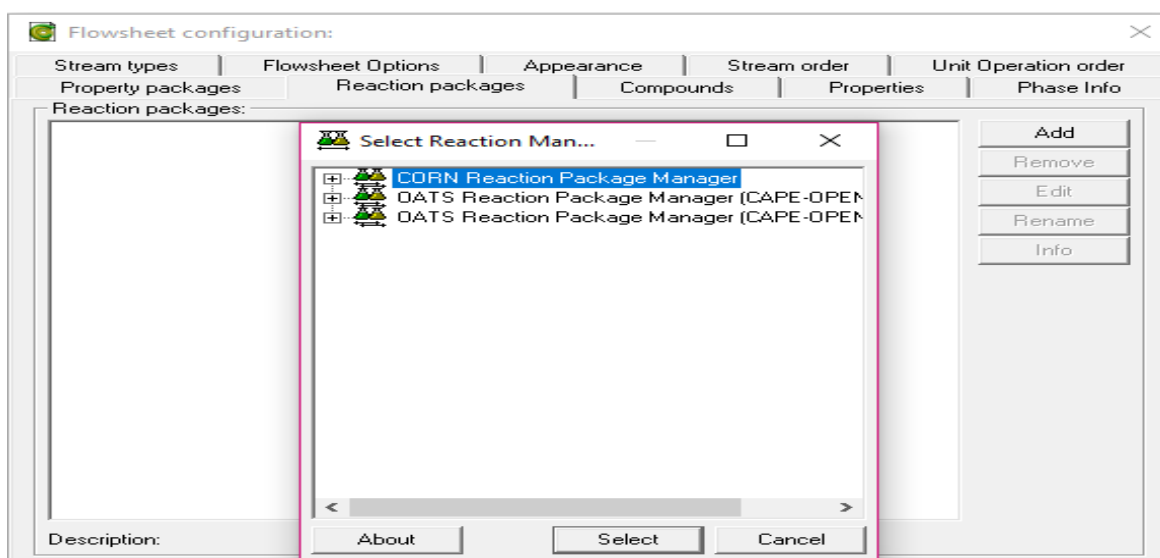 Flowsheet configuration:
Stream types Flowsheet Options Appearance Stream order Unit Operation order
Property packages Reaction packages Compounds Properties Phase Info
Reaction packages:
Add
Select Reaction Man...
Remove
CORN Reaction Package Manager
Edit
OATS Reaction Package Manager (CAPE-OPEN
OATS Reaction Package Manager (CAPE-OPEN
Rename
Info
Description:
About Select Cancel